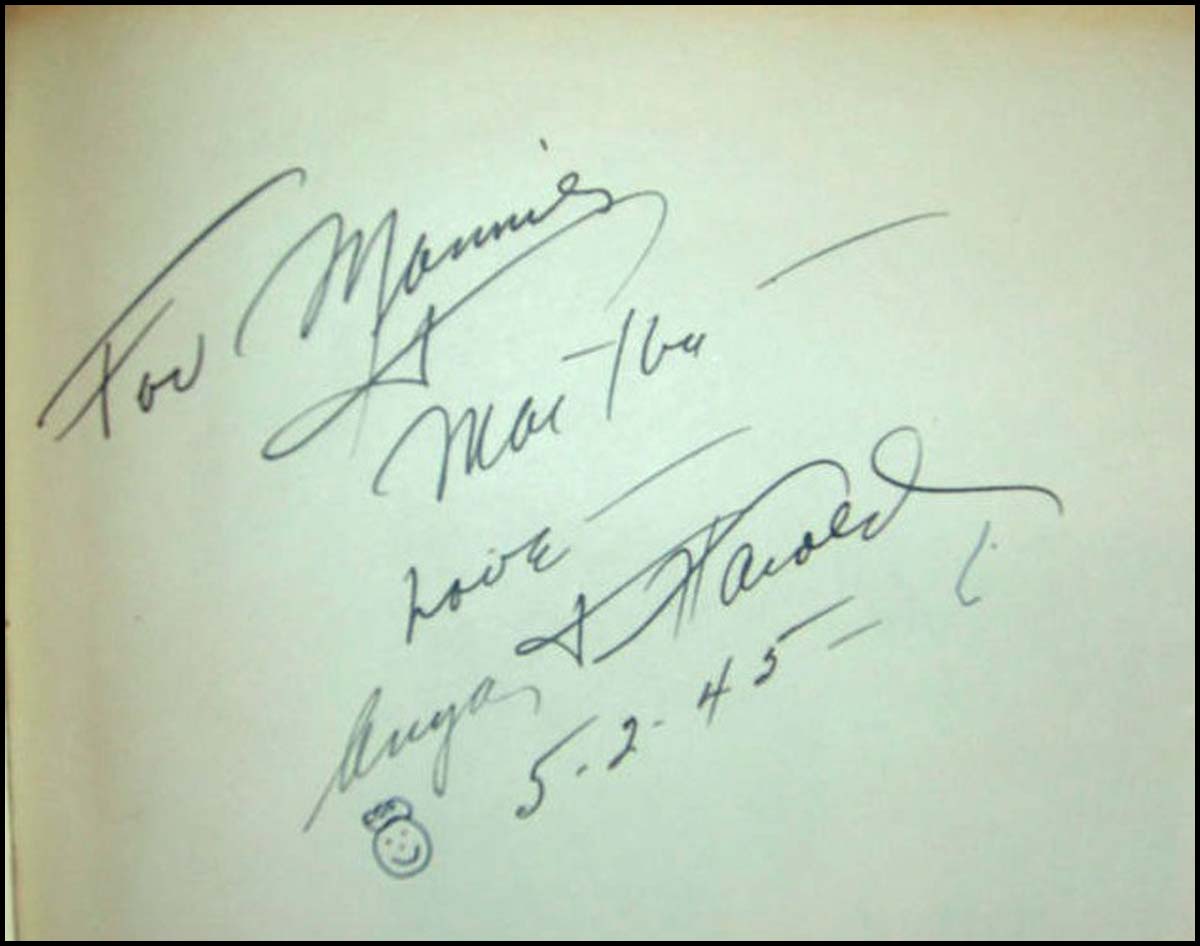 For Mannie
& Martha —
Love —
Anya & Harold
5-2-45 —